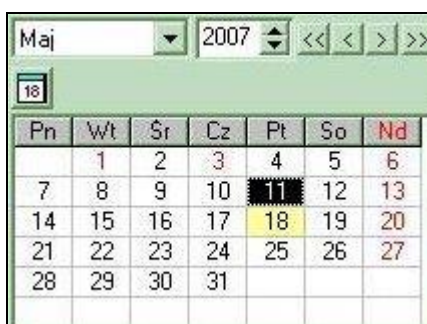 Maj 2007 << < > >>
18
Pn Wt Śr Cz Pt So Nd
1 2 3 4 5 6
7 8 9 10 11 12 13
14 15 16 17 18 19 20
21 22 23 24 25 26 27
28 29 30 31